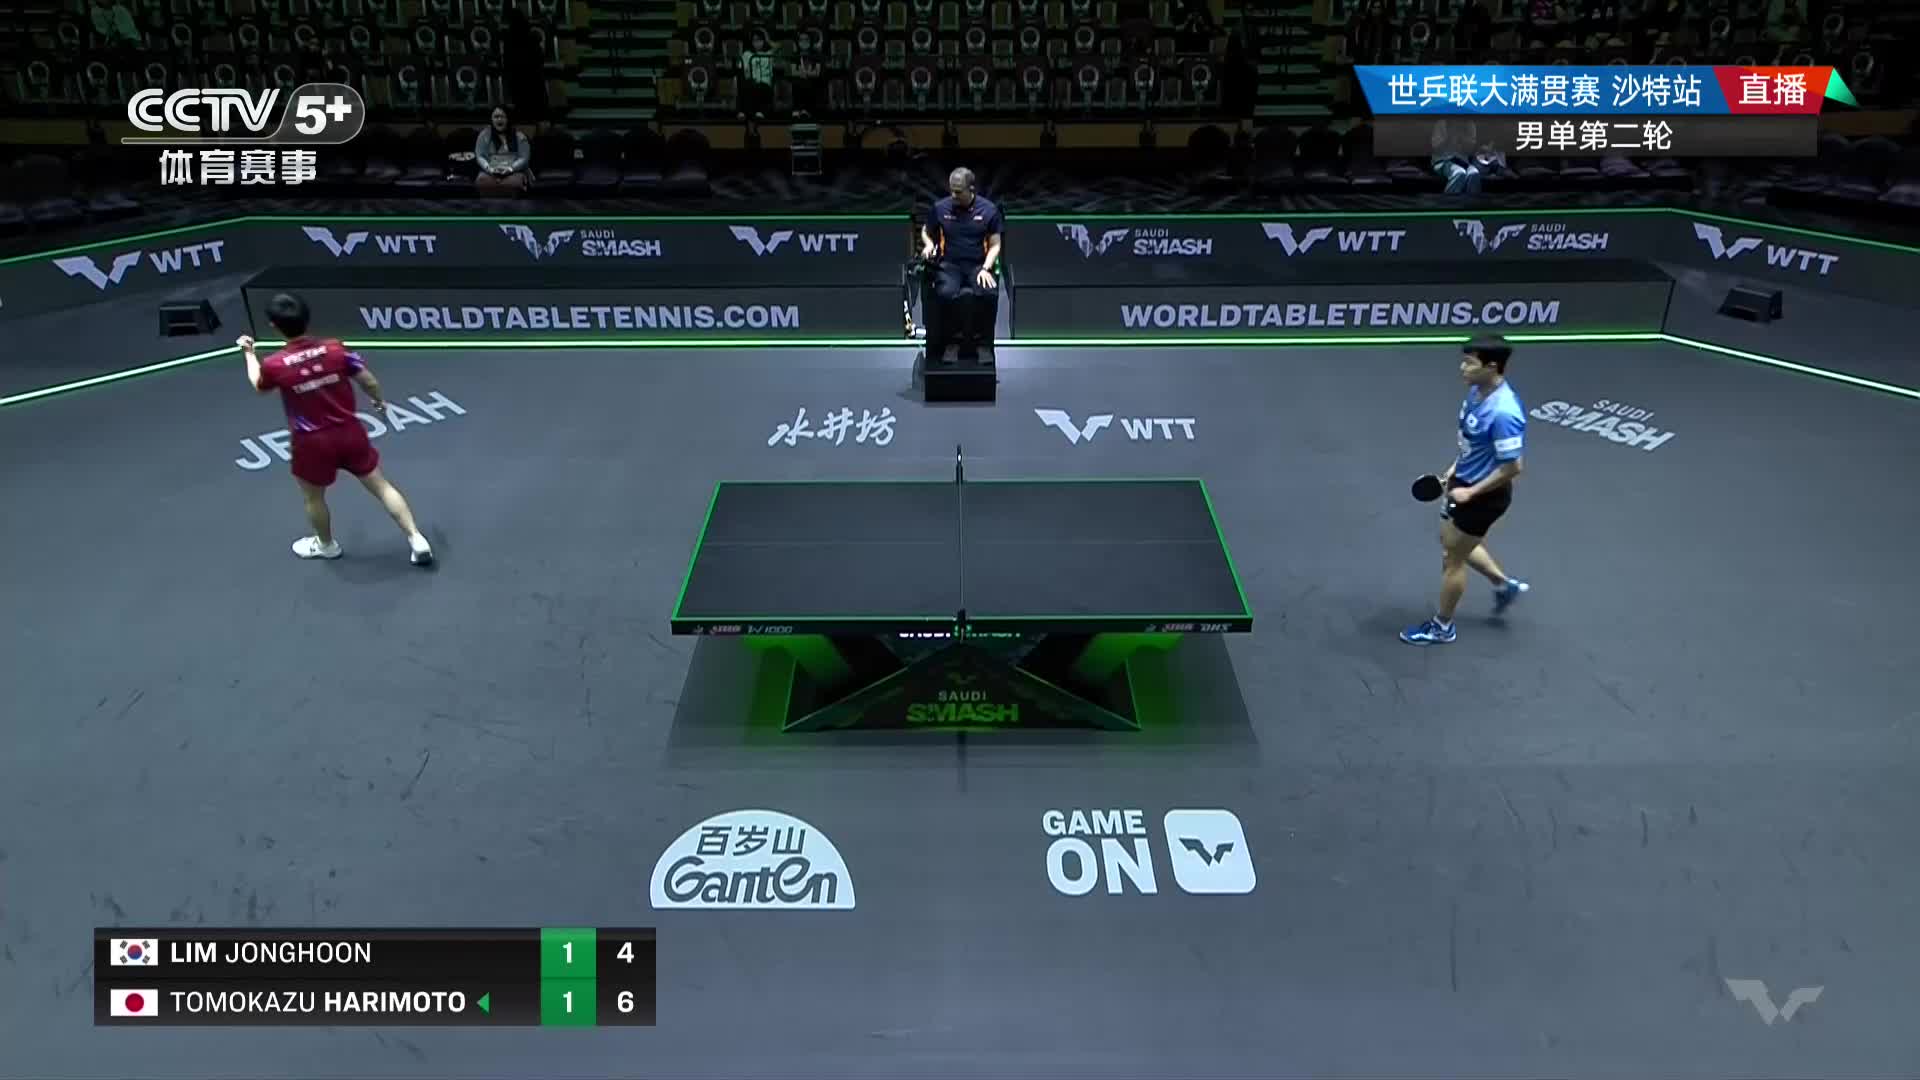 CCTV 5+
体育赛事
世乒联大满贯赛 沙特站 直播
男单第二轮
WTT
WTT
SAUDI SMASH
WTT
SAUDI SMASH
WTT
SAUDI SMASH
WTT
WORLDTABLETENNIS.COM
WORLDTABLETENNIS.COM
水井坊
WTT
SAUDI SMASH
DHS
SAUDI
SMASH
百岁山
Ganten
GAME
ON
LIM JONGHOON 1 4
TOMOKAZU HARIMOTO 1 6